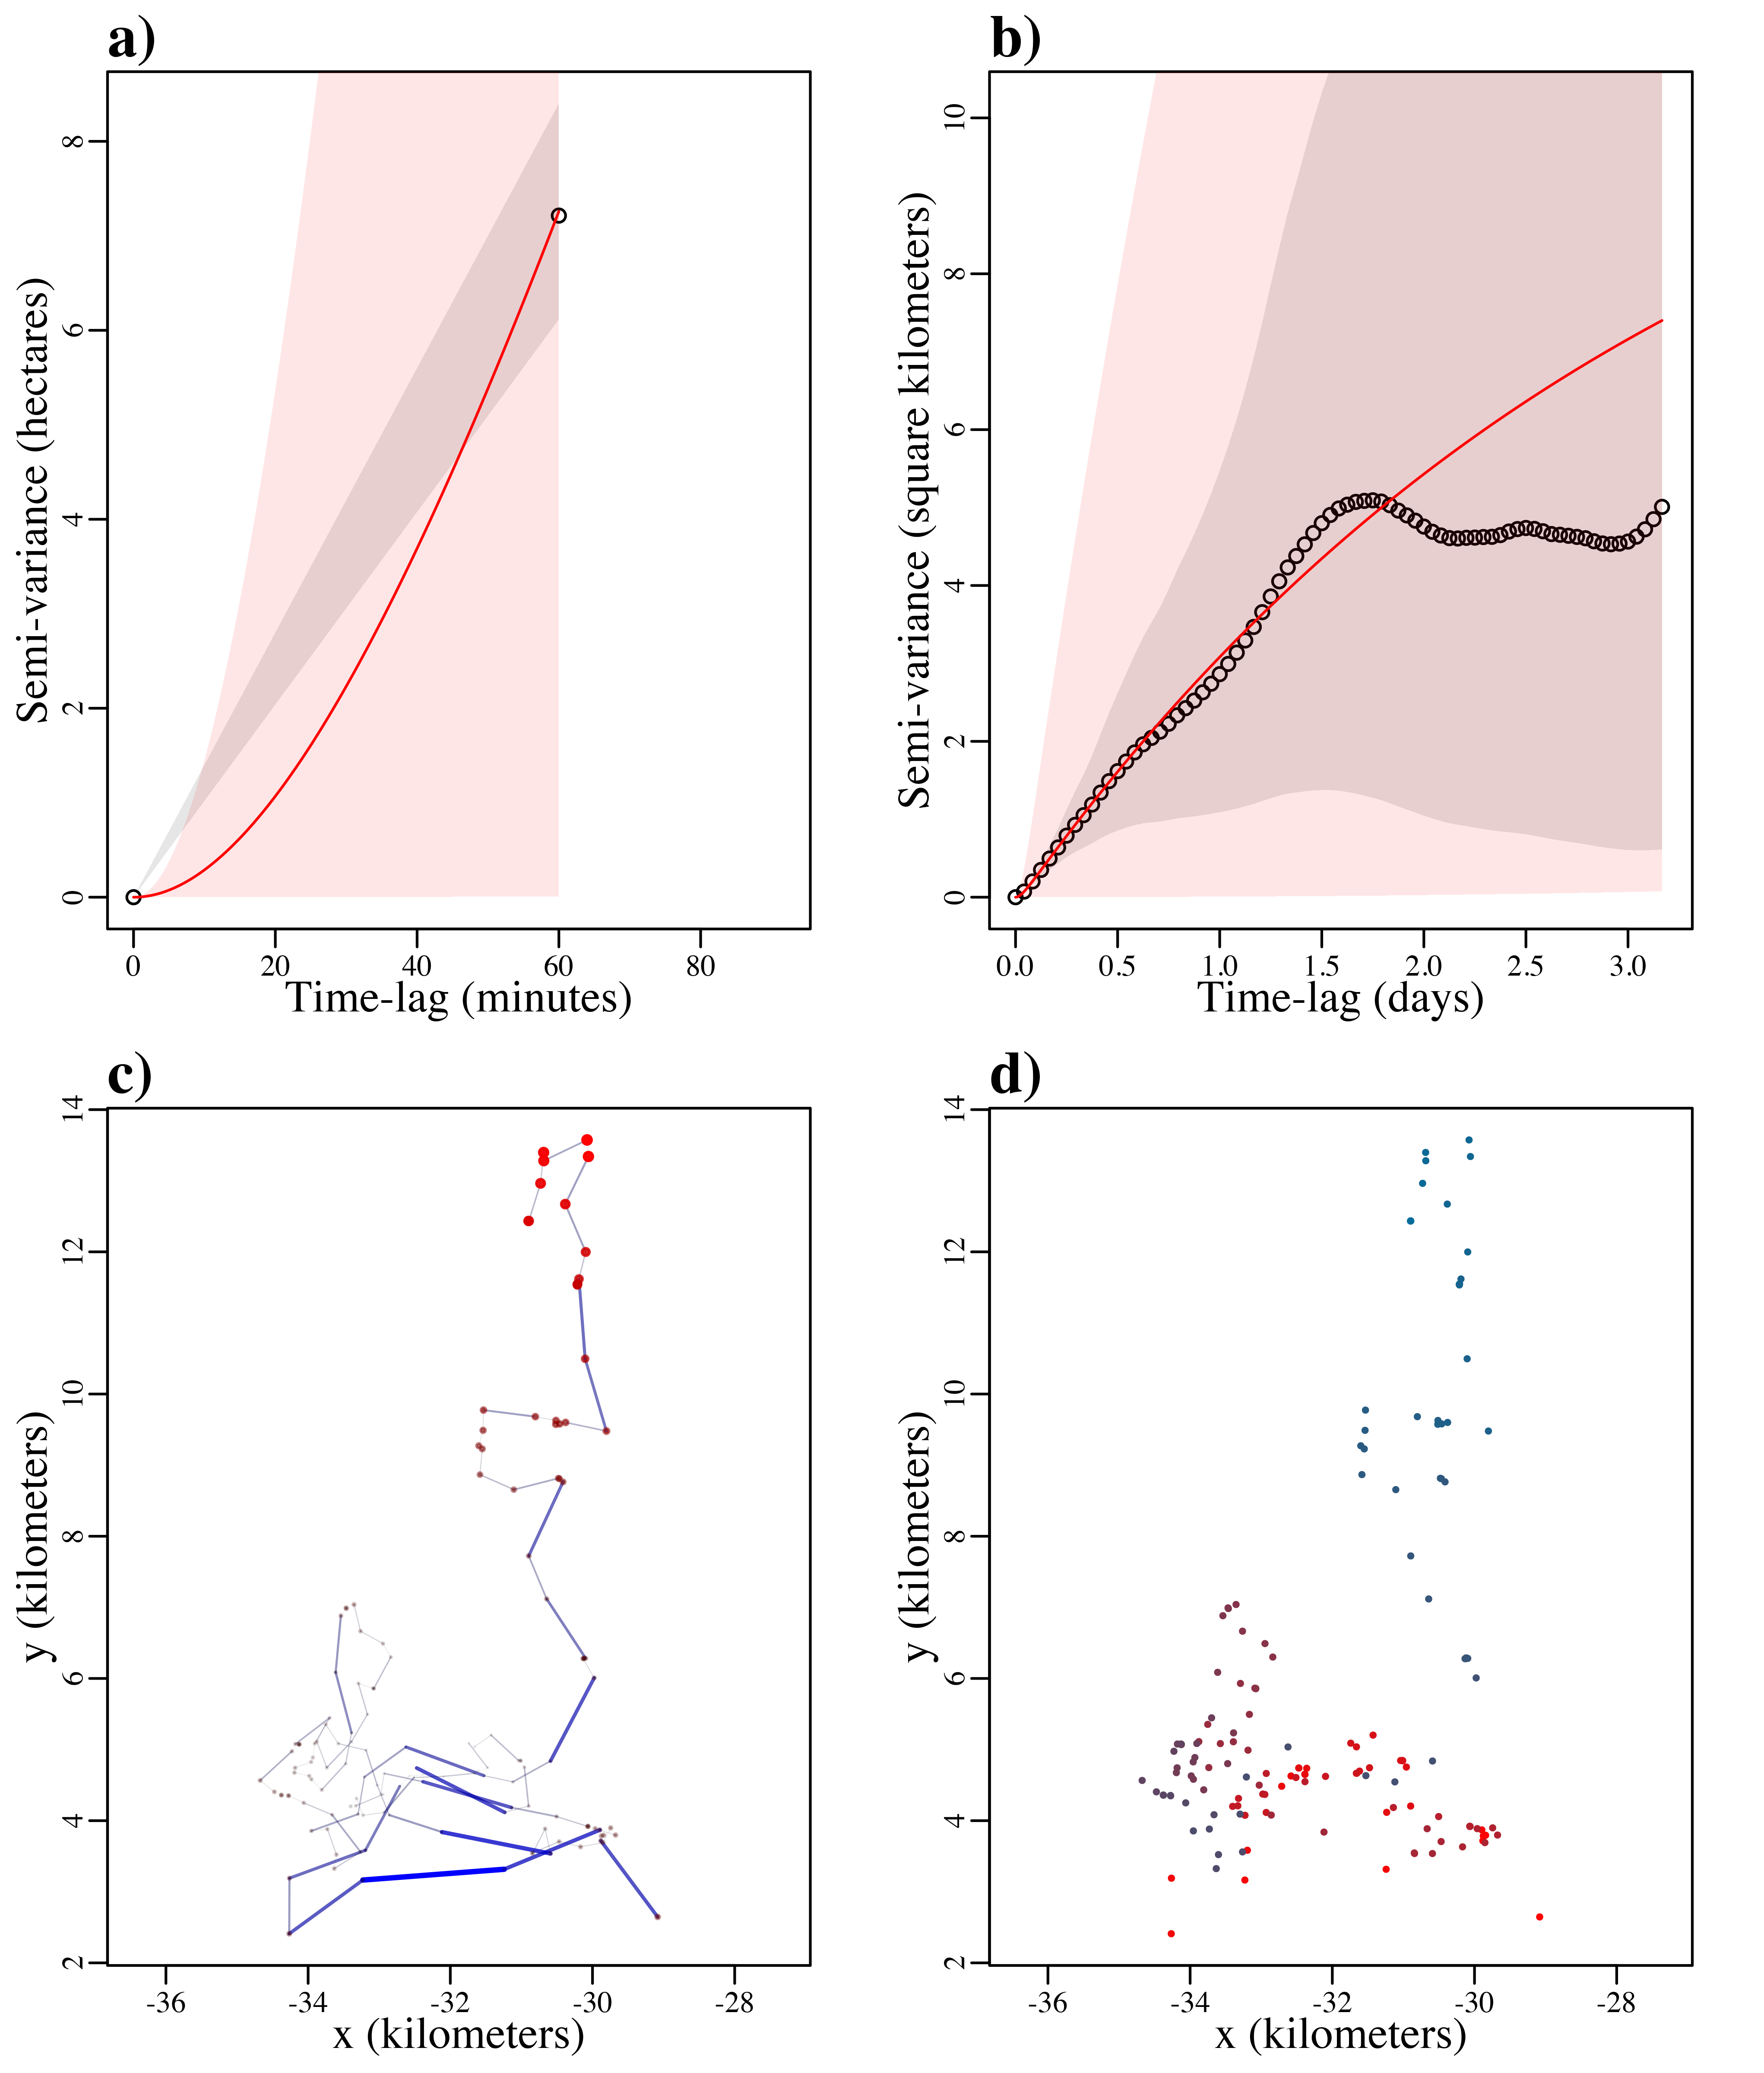 a)
Semi-variance (hectares)
0 2 4 6 8
0 20 40 60 80
Time-lag (minutes)
b)
Semi-variance (square kilometers)
0 2 4 6 8 10
0.0 0.5 1.0 1.5 2.0 2.5 3.0
Time-lag (days)
c)
y (kilometers)
2 4 6 8 10 12 14
-36 -34 -32 -30 -28
x (kilometers)
d)
y (kilometers)
2 4 6 8 10 12 14
-36 -34 -32 -30 -28
x (kilometers)